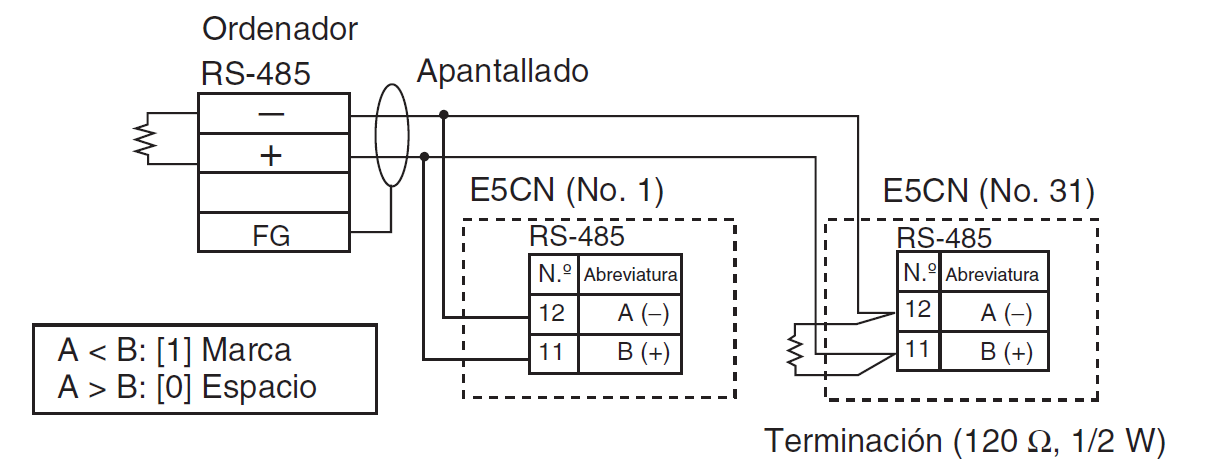 Ordenador
RS-485
Apantallado
–
+
FG
E5CN (No. 1)
RS-485
N.º Abreviatura
12 A (–)
11 B (+)
E5CN (No. 31)
RS-485
N.º Abreviatura
12 A (–)
11 B (+)
A < B: [1] Marca
A > B: [0] Espacio
Terminación (120 Ω, 1/2 W)